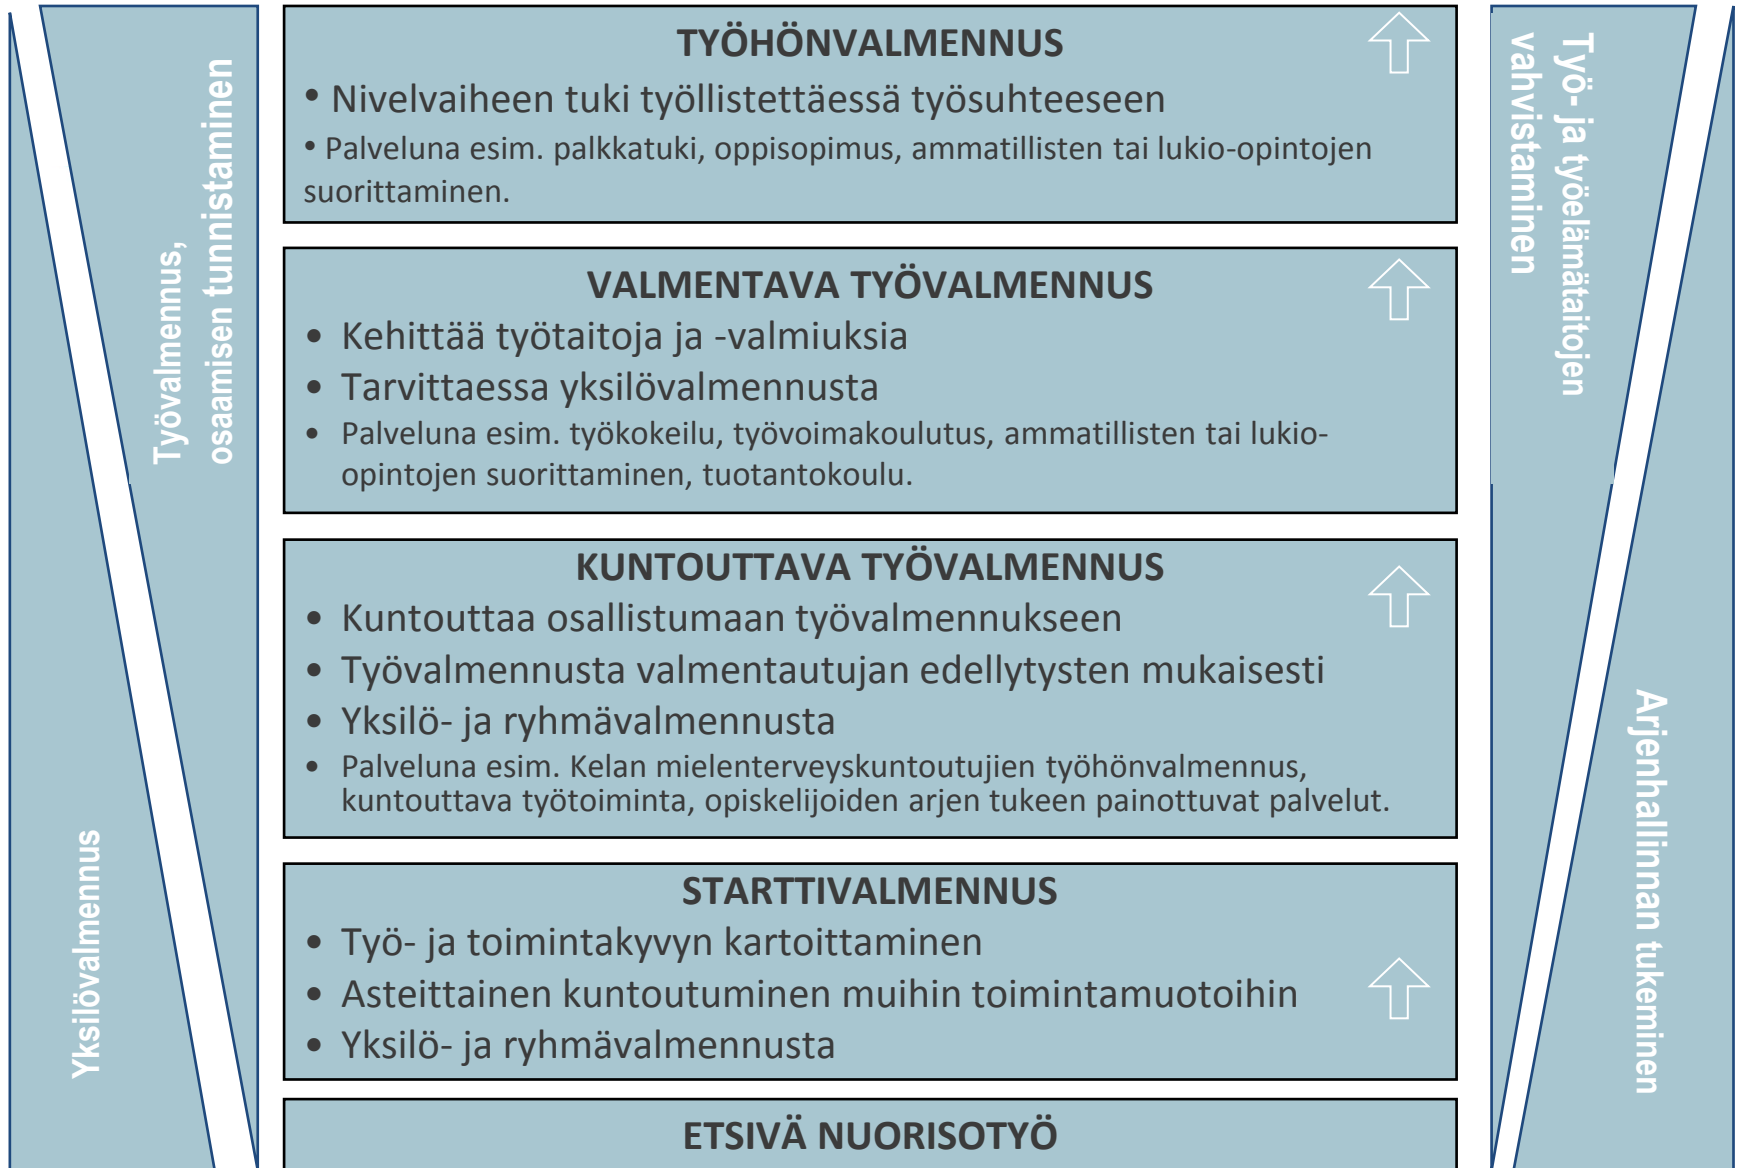 Työvalmennus,
osaamisen tunnistaminen
Yksilövalmennus
TYÖHÖNVALMENNUS
• Nivelvaiheen tuki työllistettäessä työsuhteeseen
• Palveluna esim. palkkatuki, oppisopimus, ammatillisten tai lukio-opintojen
suorittaminen.
VALMENTAVA TYÖVALMENNUS
• Kehittää työtaitoja ja -valmiuksia
• Tarvittaessa yksilövalmennusta
• Palveluna esim. työkokeilu, työvoimakoulutus, ammatillisten tai lukio-
opintojen suorittaminen, tuotantokoulu.
KUNTOUTTAVA TYÖVALMENNUS
• Kuntouttaa osallistumaan työvalmennukseen
• Työvalmennusta valmentautujan edellytysten mukaisesti
• Yksilö- ja ryhmävalmennusta
• Palveluna esim. Kelan mielenterveyskuntoutujien työhönvalmennus,
kuntouttava työtoiminta, opiskelijoiden arjen tukeen painottuvat palvelut.
STARTTIVALMENNUS
• Työ- ja toimintakyvyn kartoittaminen
• Asteittainen kuntoutuminen muihin toimintamuotoihin
• Yksilö- ja ryhmävalmennusta
ETSIVÄ NUORISOTYÖ
Työ- ja työelämätaitojen
vahvistaminen
Arjenhallinnan tukeminen